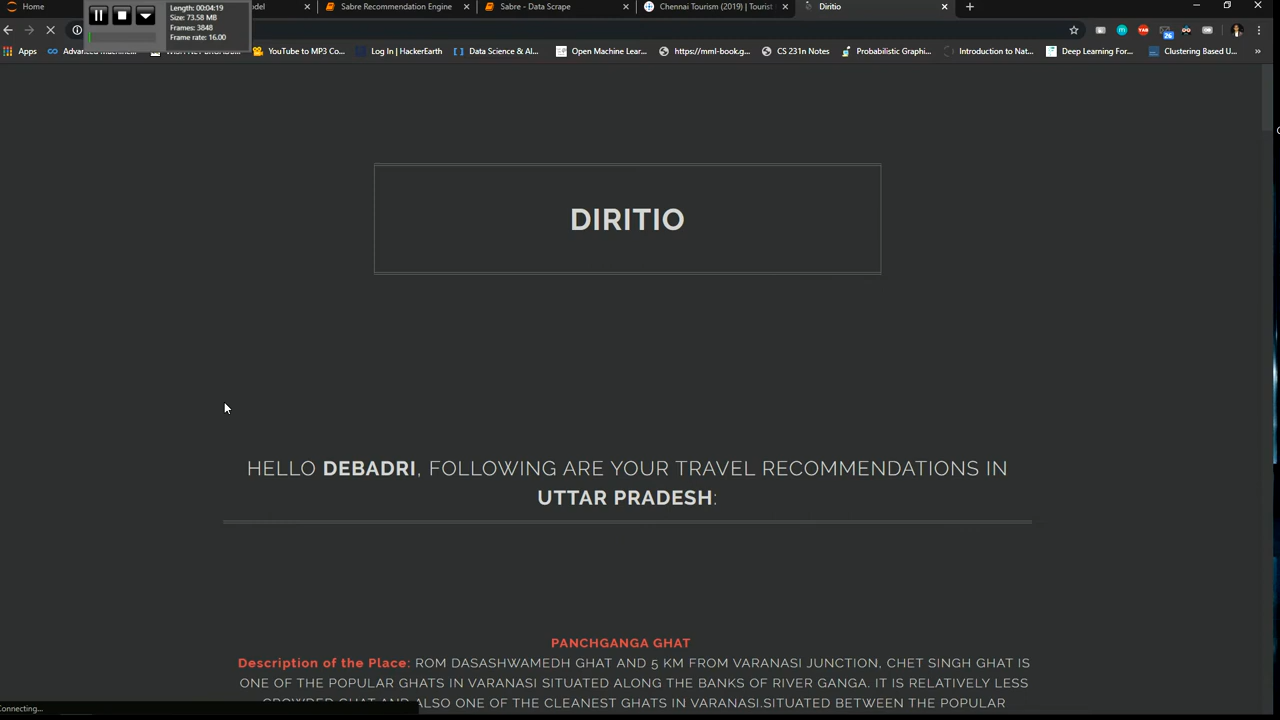 Length: 00:04:19
Size: 73.58 MB
Frames: 3848
Frame rate: 16.00
Home
Sabre Recommendation Engine
Sabre - Data Scrape
Chennai Tourism (2019) | Tourist
Diritio
Apps
YouTube to MP3 Co...
Log In | HackerEarth
Data Science & AI...
Open Machine Lear...
https://mml-book.g...
CS 231n Notes
Probabilistic Graphi...
Introduction to Nat...
Deep Learning For...
Clustering Based U...
26
DIRITIO
HELLO DEBADRI, FOLLOWING ARE YOUR TRAVEL RECOMMENDATIONS IN
UTTAR PRADESH:
PANCHGANGA GHAT
Description of the Place: ROM DASASHWAMEDH GHAT AND 5 KM FROM VARANASI JUNCTION, CHET SINGH GHAT IS
ONE OF THE POPULAR GHATS IN VARANASI SITUATED ALONG THE BANKS OF RIVER GANGA. IT IS RELATIVELY LESS
CROWDED GHAT AND ALSO ONE OF THE CLEANEST GHATS IN VARANASI.SITUATED BETWEEN THE POPULAR
Connecting...